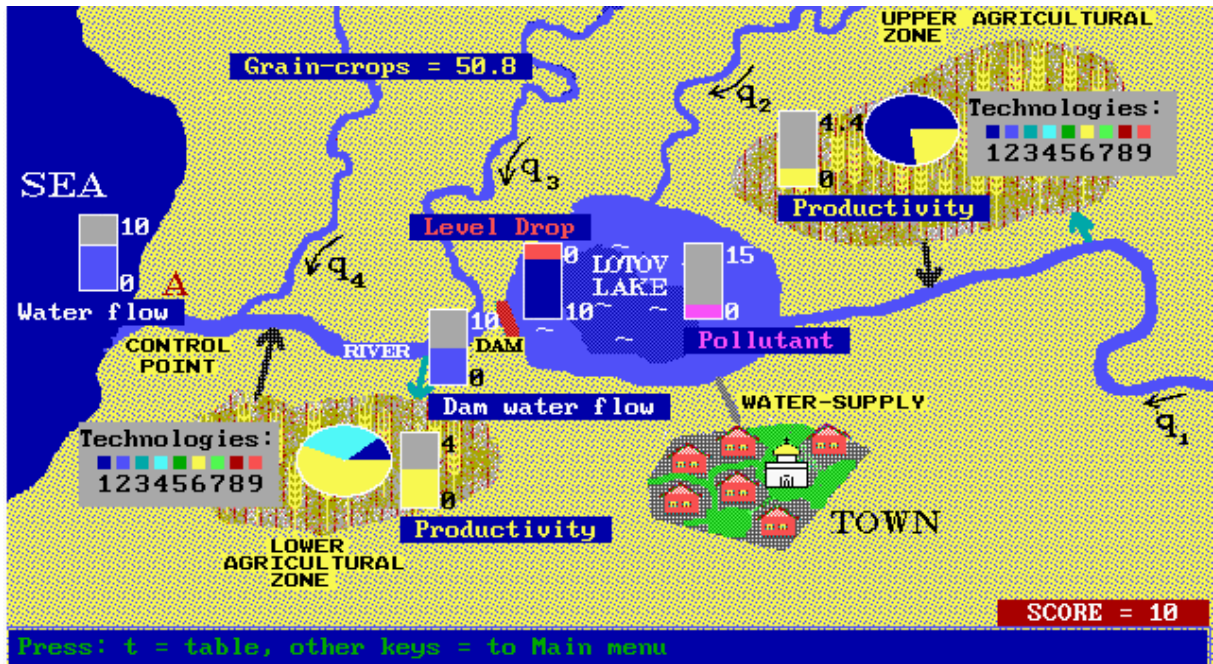 UPPER AGRICULTURAL
ZONE
Grain-crops = 50.8
q2
4.4
0
Technologies:
123456789
Productivity
q3
SEA
10
0
Water flow
A
q4
Level Drop
0
10
LOTOV
LAKE
15
0
Pollutant
CONTROL
POINT
RIVER
10
0
DAM
Dam water flow
WATER-SUPPLY
q1
Technologies:
123456789
4
0
Productivity
TOWN
LOWER
AGRICULTURAL
ZONE
SCORE = 10
Press: t = table, other keys = to Main menu